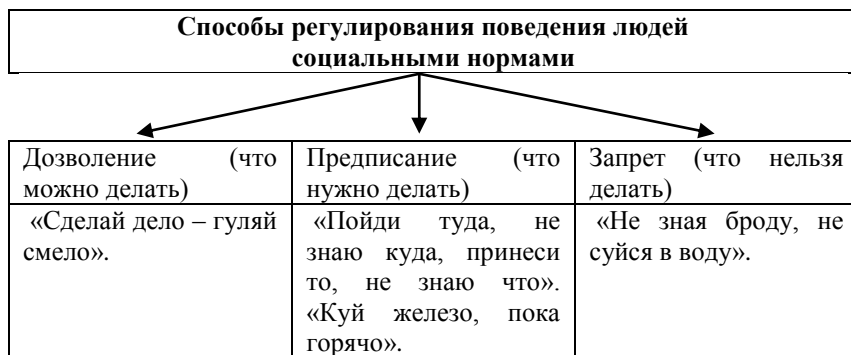 Способы регулирования поведения людей
социальными нормами
Дозволение (что
можно делать)
Предписание (что
нужно делать)
Запрет (что нельзя
делать)
«Сделай дело – гуляй
смело».
«Пойди туда, не
знаю куда, принеси
то, не знаю что».
«Куй железо, пока
горячо».
«Не зная броду, не
суйся в воду».